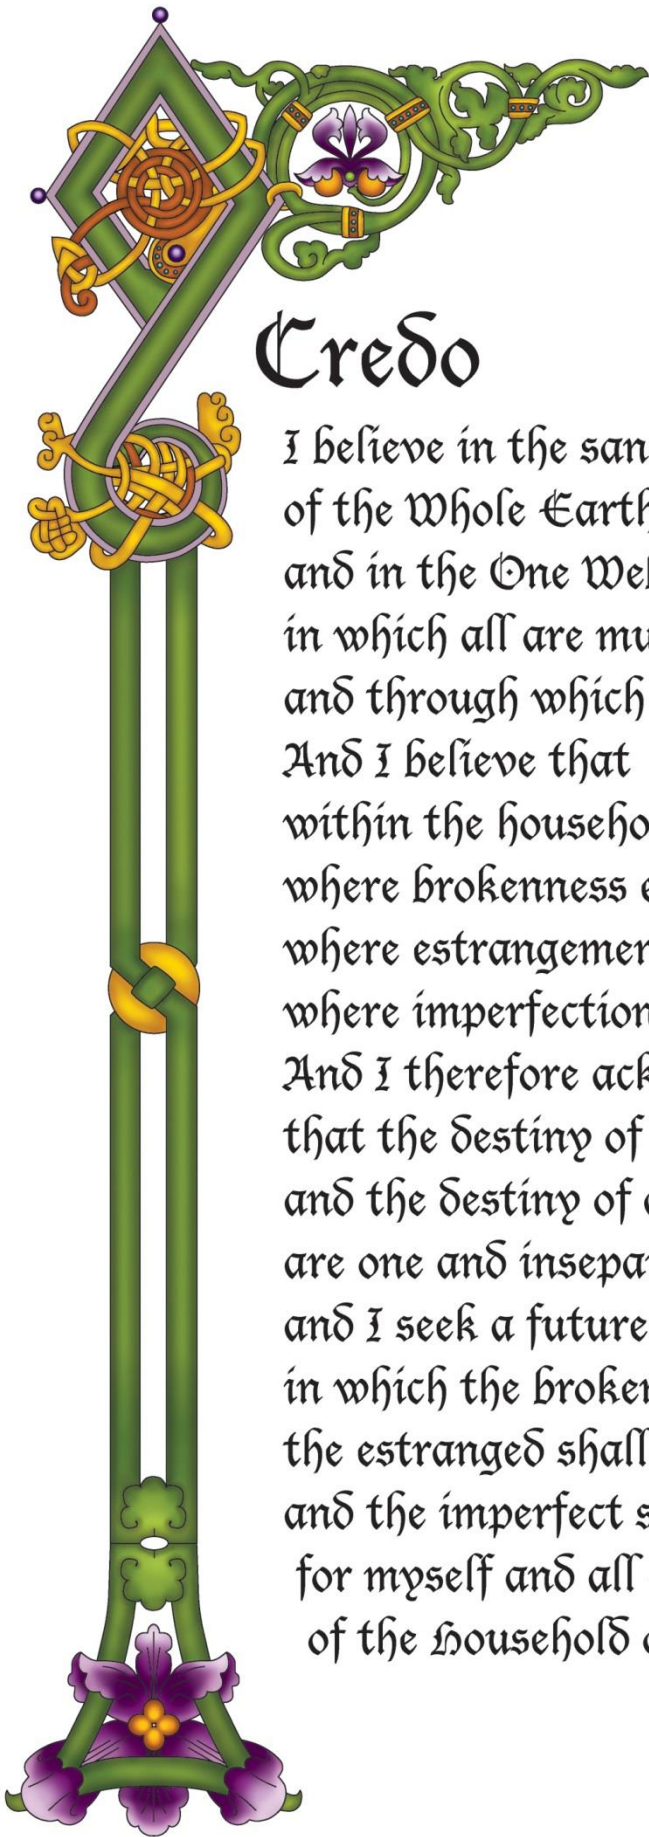 Credo
I believe in the san
of the Whole Earth
and in the One Wel
in which all are mu
and through which
And I believe that
within the househo
where brokenness e
where estrangemen
where imperfection
And I therefore ack
that the destiny of
and the destiny of
are one and insepa
and I seek a future
in which the broken
the estranged shall
and the imperfect s
for myself and all
of the Household